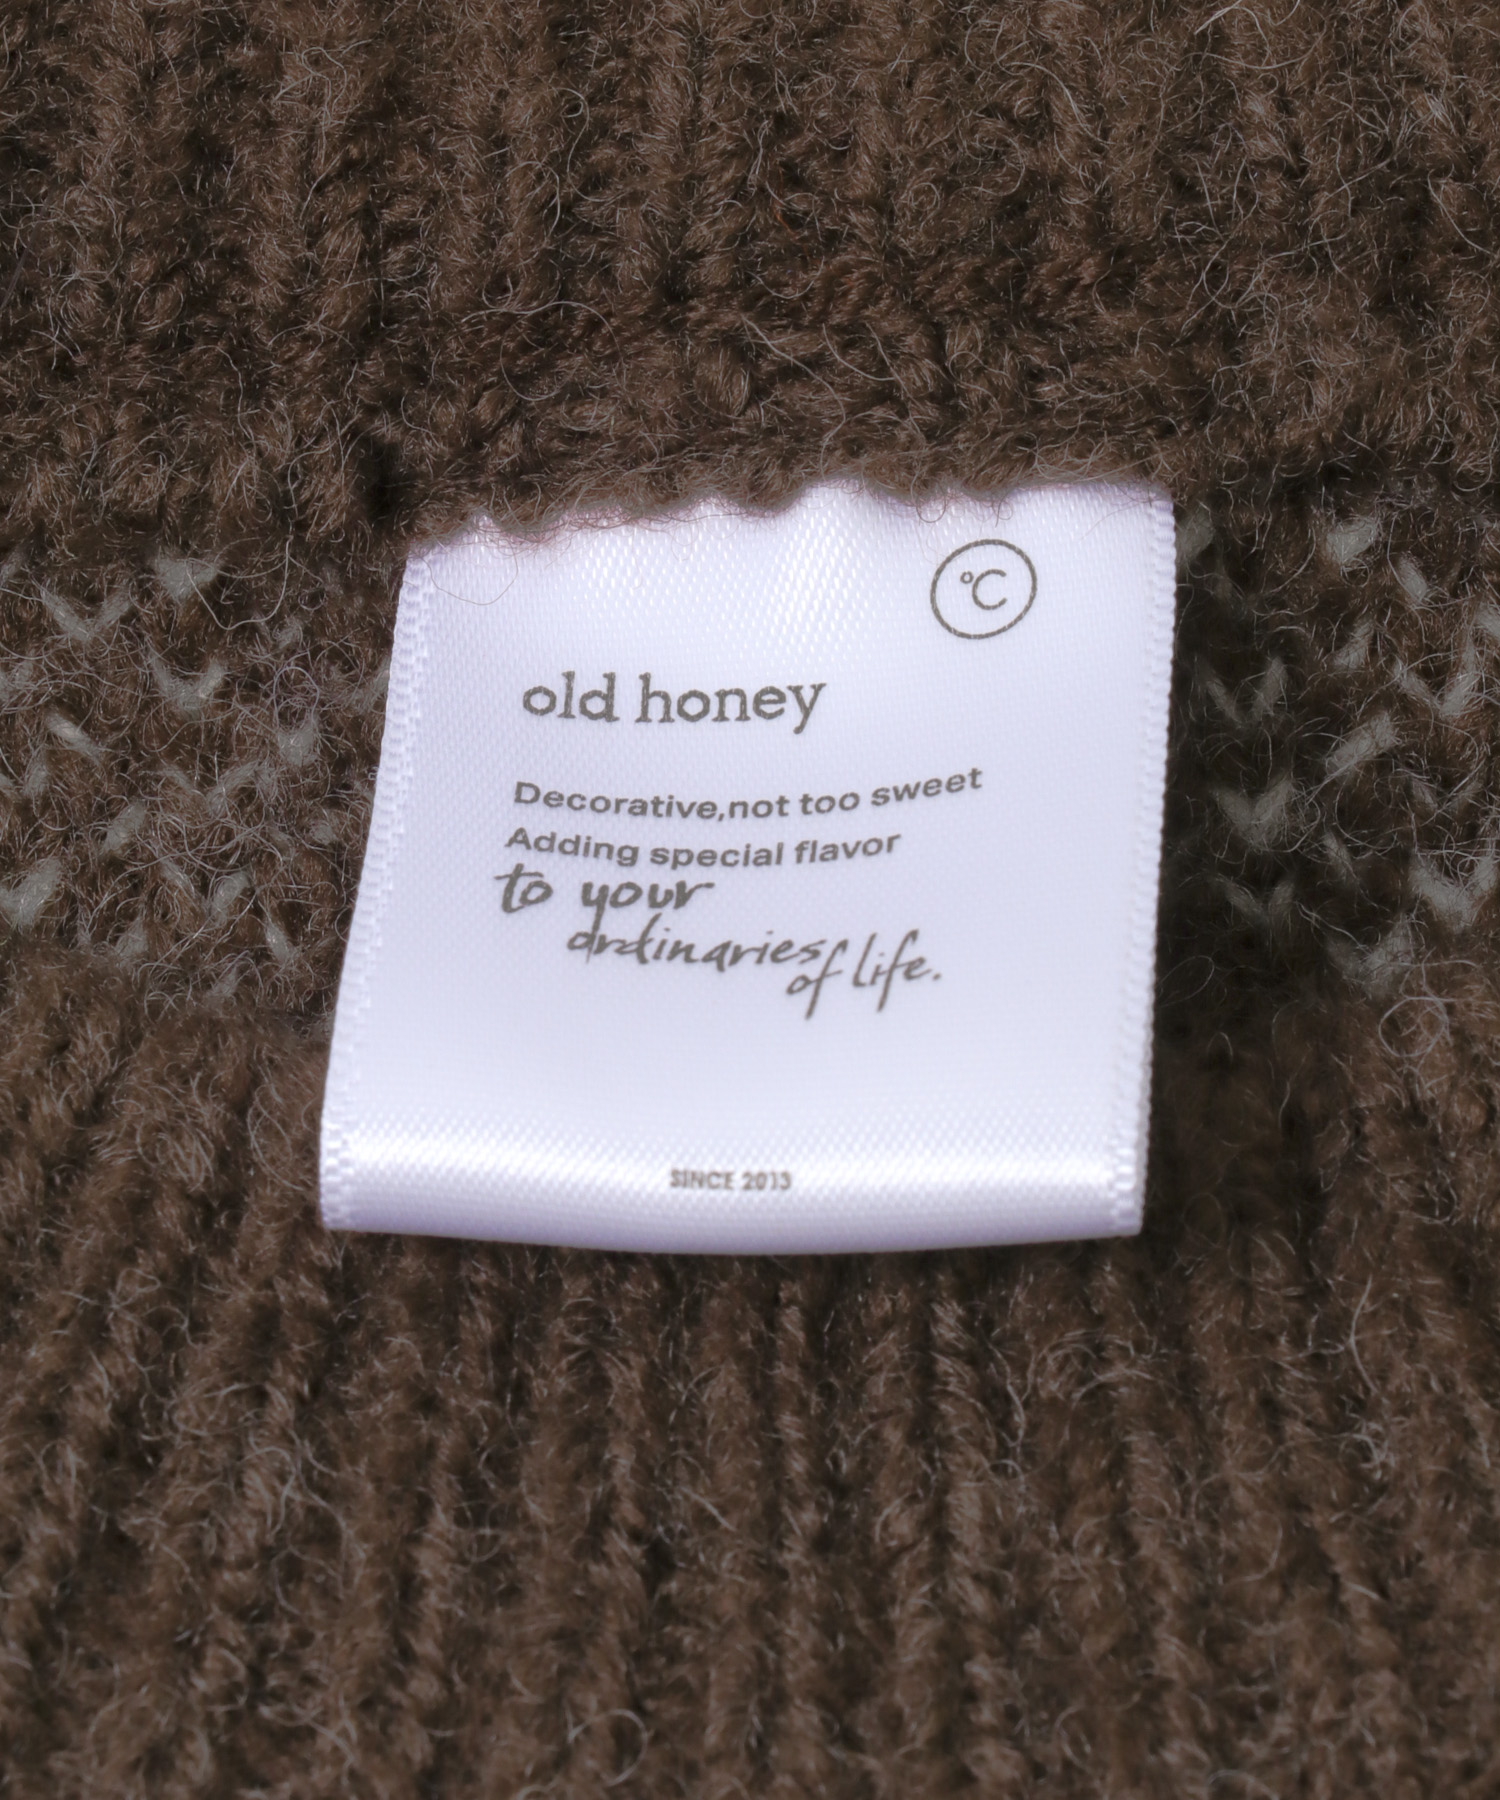 °C
old honey
Decorative,not too sweet
Adding special flavor
to your
ordinaries
of life.
SINCE 2013